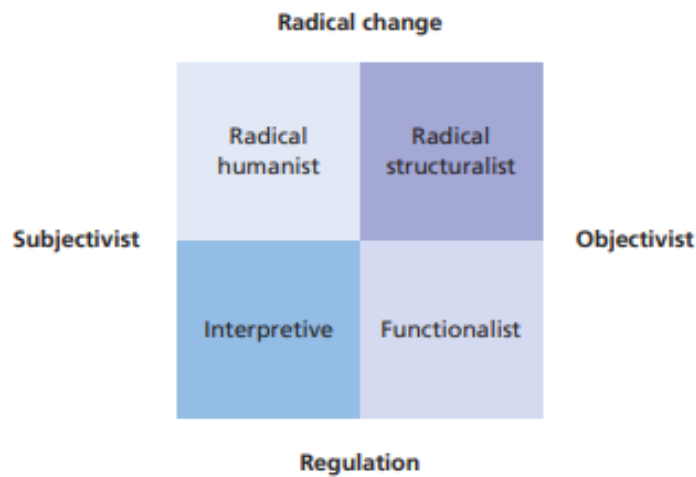 Radical change
Radical
humanist
Radical
structuralist
Subjectivist
Objectivist
Interpretive
Functionalist
Regulation